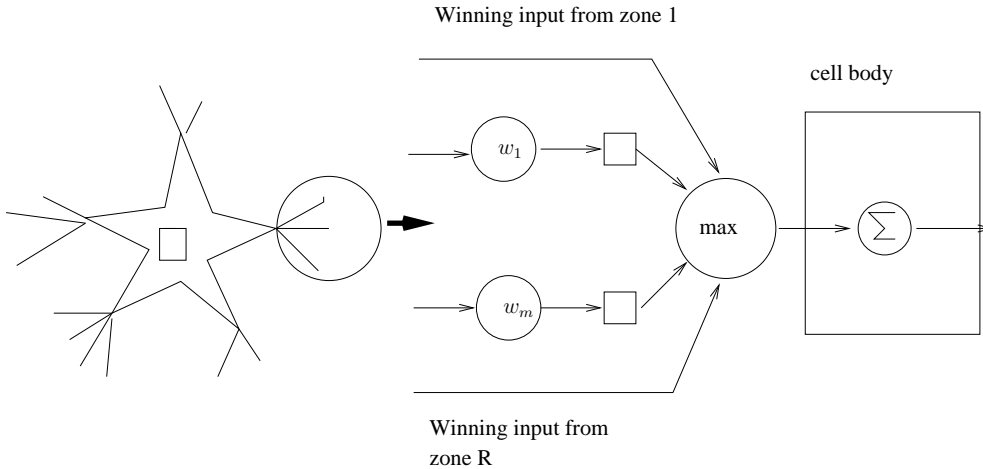 Winning input from zone 1
cell body
w₁
max
∑
wₘ
Winning input from
zone R